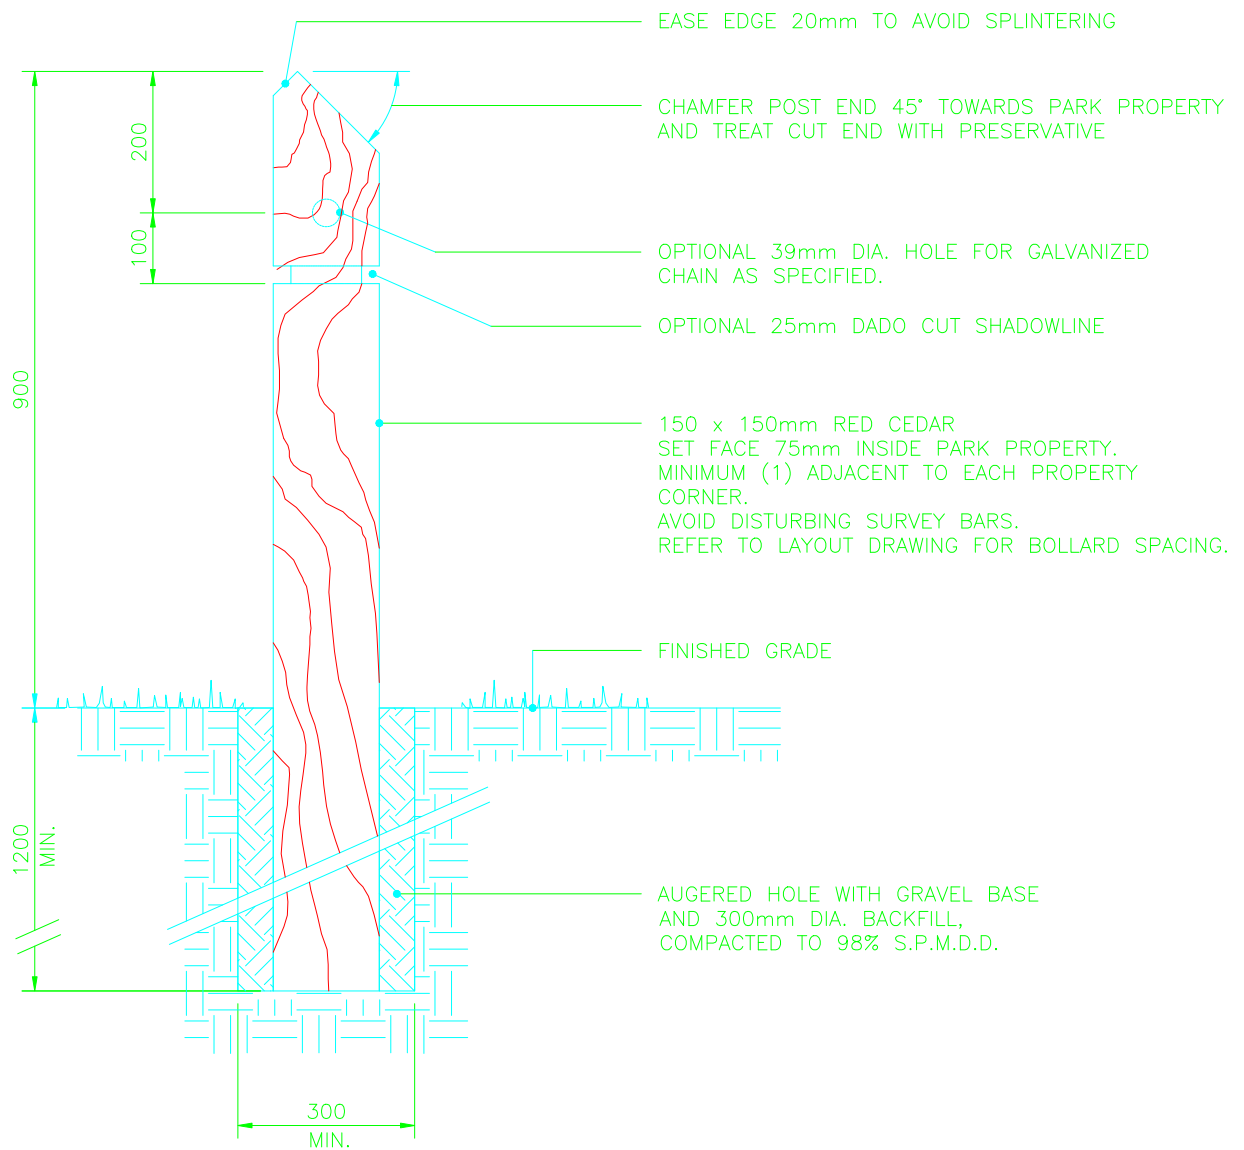 EASE EDGE 20mm TO AVOID SPLINTERING
CHAMFER POST END 45° TOWARDS PARK PROPERTY
AND TREAT CUT END WITH PRESERVATIVE
200
100
OPTIONAL 39mm DIA. HOLE FOR GALVANIZED
CHAIN AS SPECIFIED.
OPTIONAL 25mm DADO CUT SHADOWLINE
900
150 x 150mm RED CEDAR
SET FACE 75mm INSIDE PARK PROPERTY.
MINIMUM (1) ADJACENT TO EACH PROPERTY
CORNER.
AVOID DISTURBING SURVEY BARS.
REFER TO LAYOUT DRAWING FOR BOLLARD SPACING.
FINISHED GRADE
1200
MIN.
AUGERED HOLE WITH GRAVEL BASE
AND 300mm DIA. BACKFILL,
COMPACTED TO 98% S.P.M.D.D.
300
MIN.